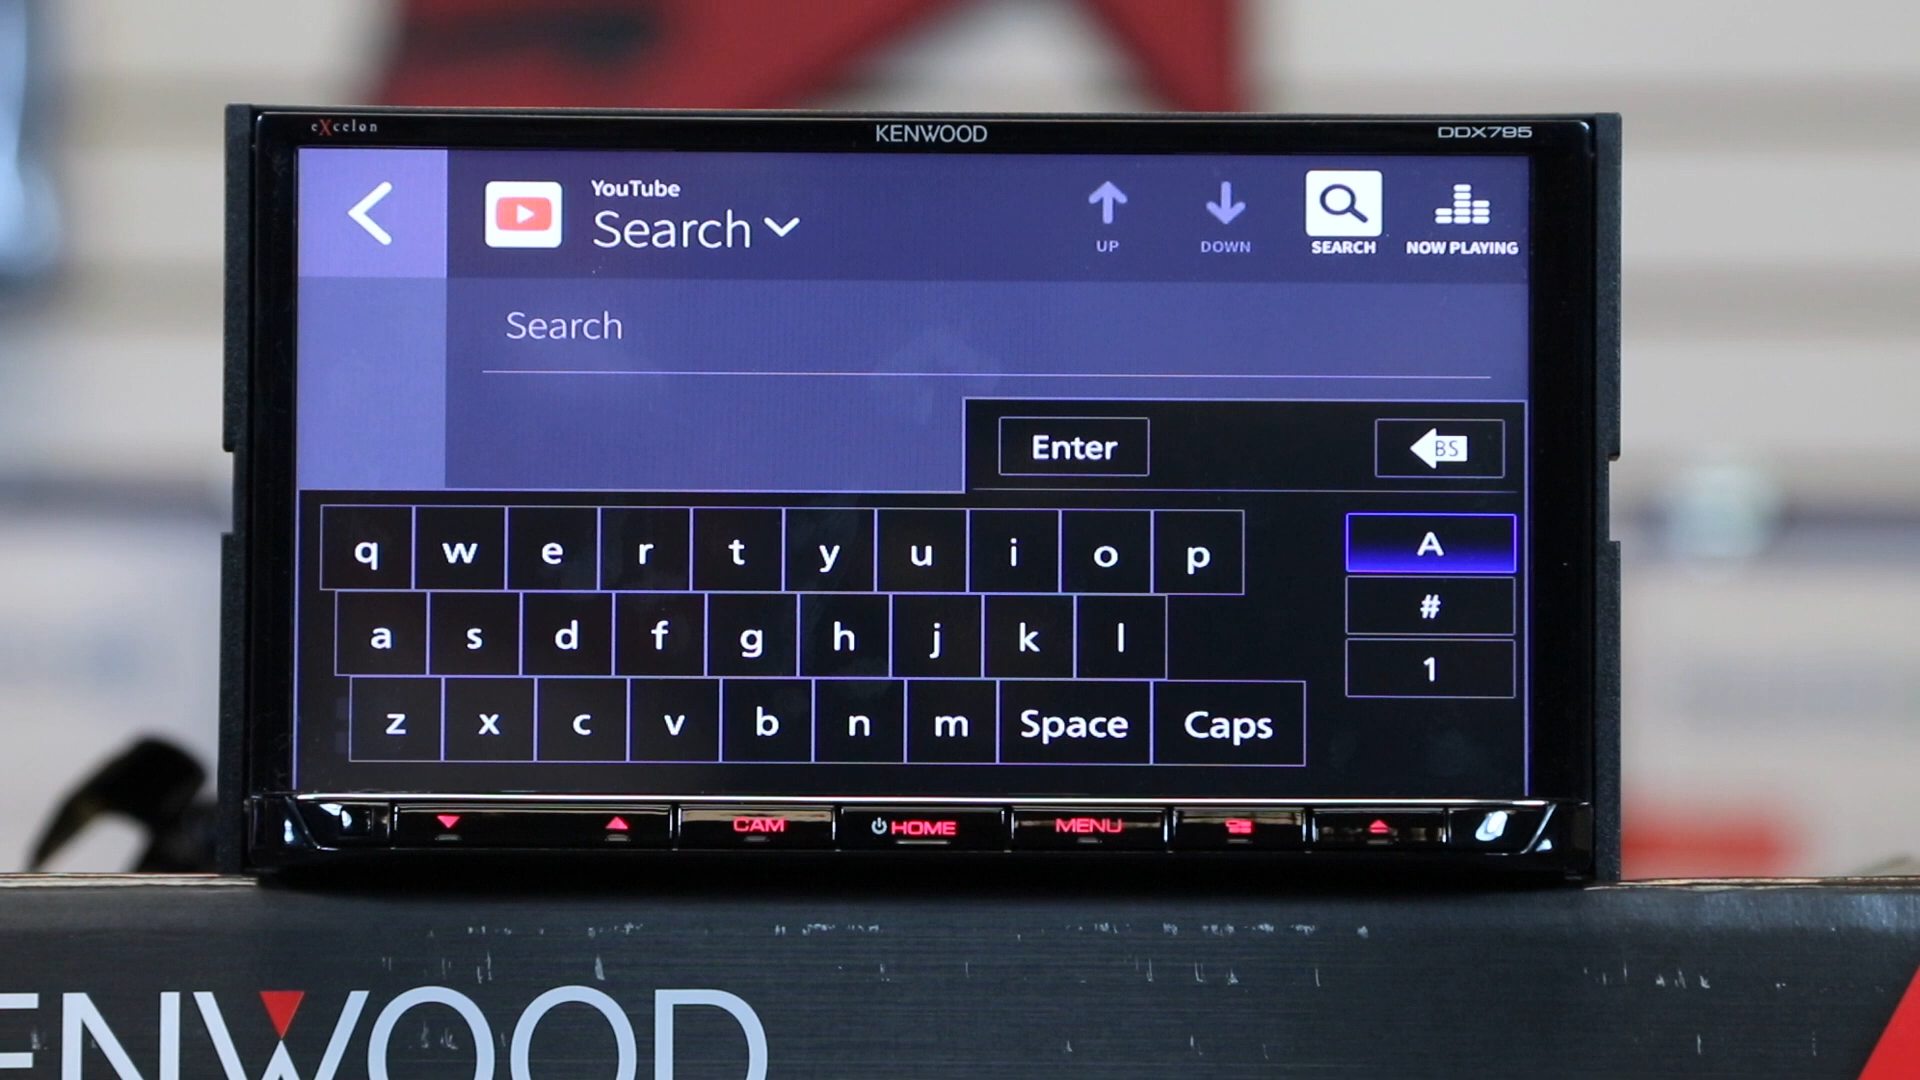 excelon
KENWOOD
DDX795
YouTube
Search
UP
DOWN
SEARCH
NOW PLAYING
Search
Enter
BS
q w e r t y u i o p
A
#
a s d f g h j k l
1
z x c v b n m Space Caps
CAM
HOME
MENU
ENWOOD